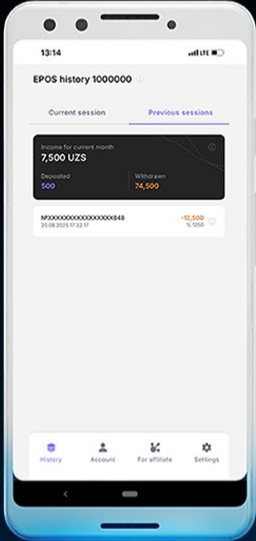 13:14
LTE
EPOS history 1000000
Current session
Previous sessions
Income for current month
7,500 UZS
Deposited
Withdrawn
500
74,500
-12,500
20.08.2025 17:32:17
% 1250
History
Account
For affiliate
Settings